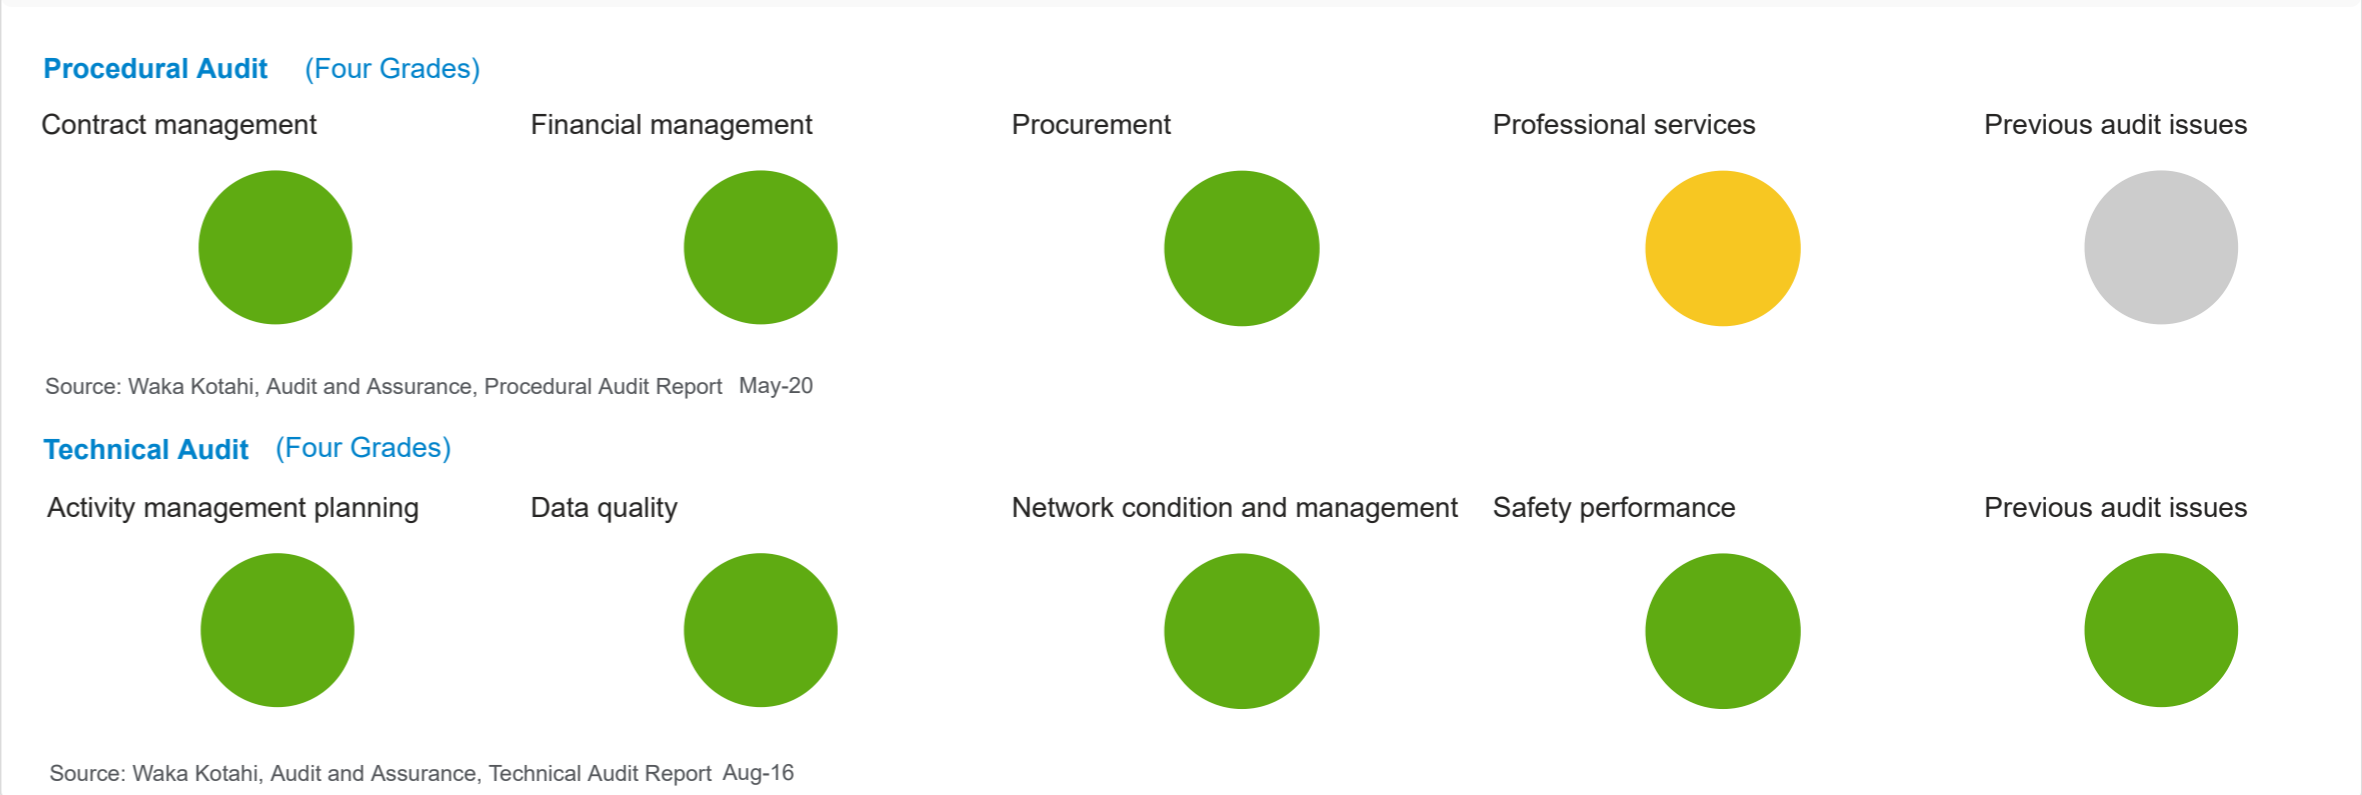 Procedural Audit (Four Grades)
Contract management Financial management Procurement Professional services Previous audit issues
Source: Waka Kotahi, Audit and Assurance, Procedural Audit Report May-20
Technical Audit (Four Grades)
Activity management planning Data quality Network condition and management Safety performance Previous audit issues
Source: Waka Kotahi, Audit and Assurance, Technical Audit Report Aug-16